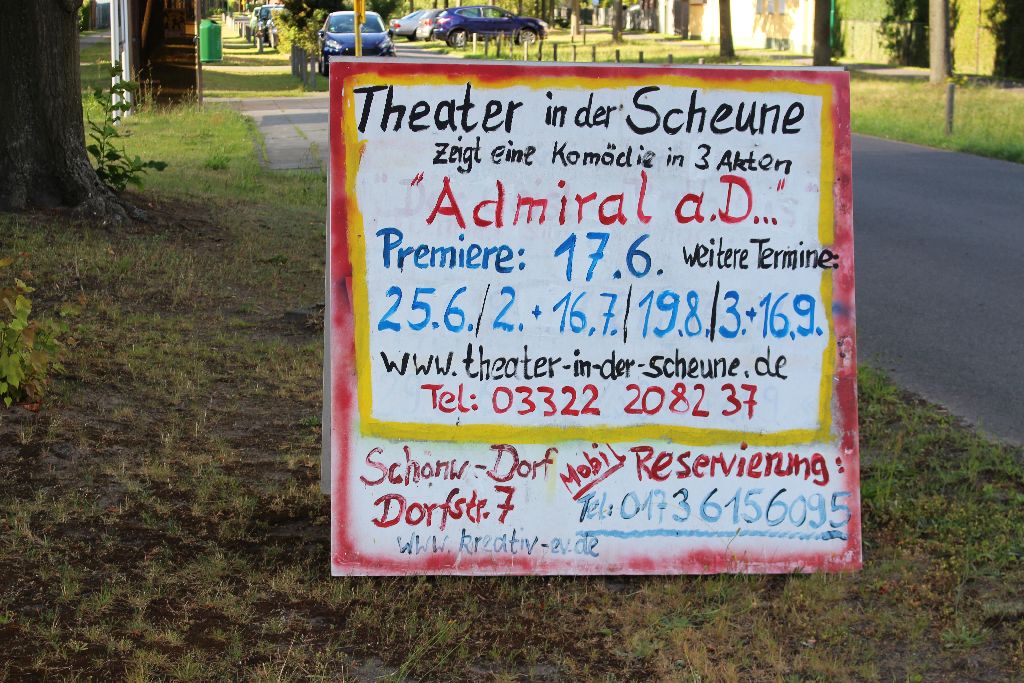 Theater in der Scheune
zeigt eine Komödie in 3 Akten
"Admiral a.D..."
Premiere: 17.6. weitere Termine:
25.6./2.+16.7./19.8./3.+16.9.
www.theater-in-der-scheune.de
Tel: 03322 2082 37
Schönw-Dorf Mobil Reservierung:
Dorfstr. 7 Tel: 0173 6156095
www.kreativ-ev.de